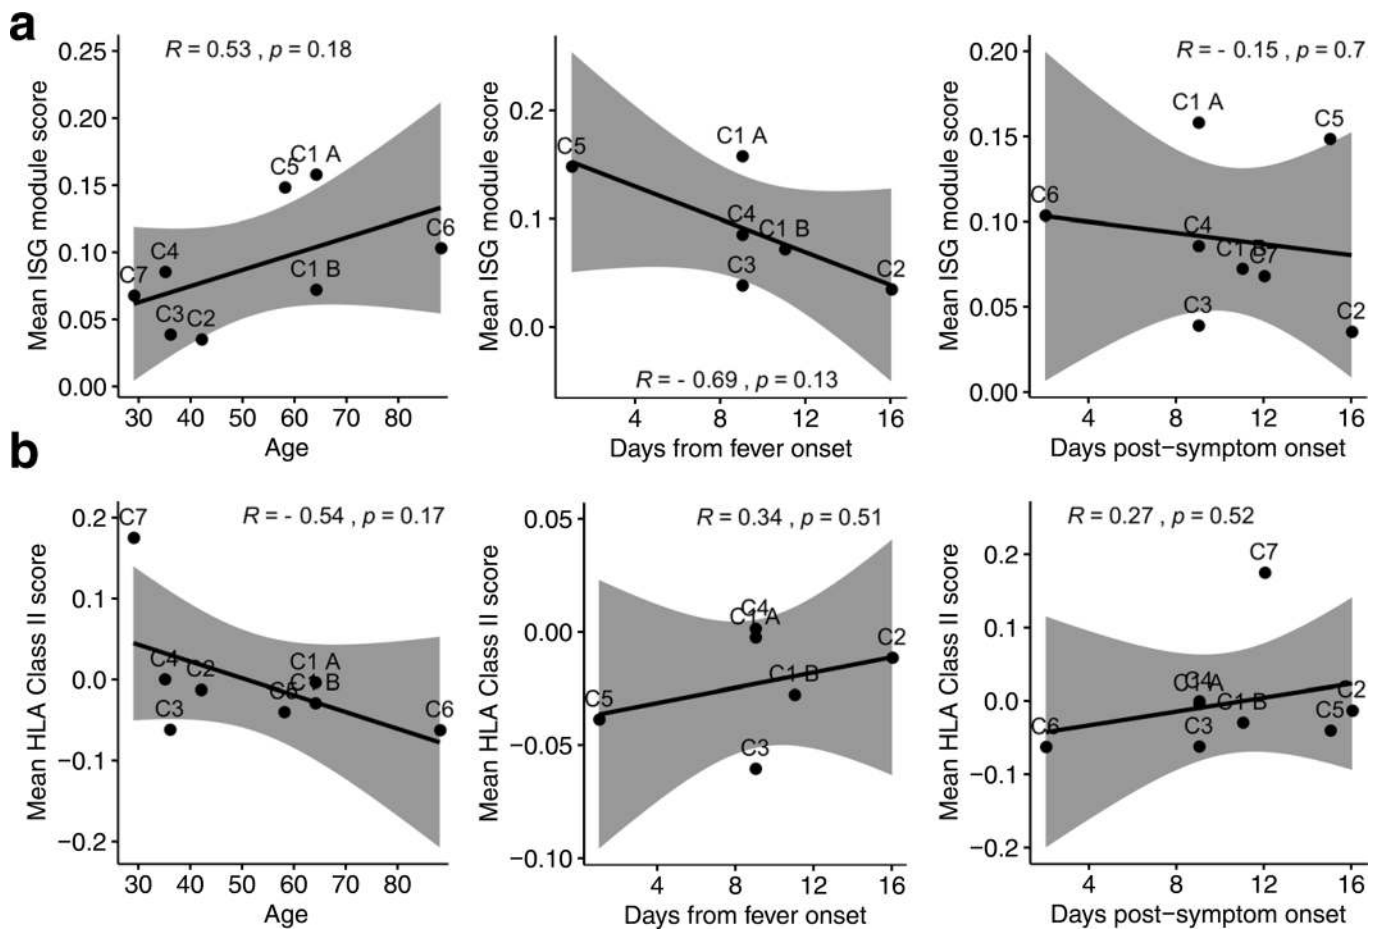 a
R = 0.53 , p = 0.18
Mean ISG module score
0.25
0.20
0.15
0.10
0.05
0.00
C7
C4
C3
C2
C5
C1 A
C1 B
C6
30 40 50 60 70 80
Age
Mean ISG module score
0.2
0.1
0.0
C5
C1 A
C4
C1 B
C3
C2
R = - 0.69 , p = 0.13
4 8 12 16
Days from fever onset
R = - 0.15 , p = 0.7
Mean ISG module score
0.20
0.15
0.10
0.05
0.00
C6
C1 A
C5
C4
C1 B
C7
C3
C2
4 8 12 16
Days post-symptom onset
b
R = - 0.54 , p = 0.17
Mean HLA Class II score
0.2
0.1
0.0
−0.1
−0.2
C7
C4
C2
C3
C1 A
C1 B
C5
C6
30 40 50 60 70 80
Age
R = 0.34 , p = 0.51
Mean HLA Class II score
0.05
0.00
−0.05
−0.10
C5
C4
C1 A
C1 B
C3
C2
4 8 12 16
Days from fever onset
R = 0.27 , p = 0.52
Mean HLA Class II score
0.2
0.1
0.0
−0.1
−0.2
C7
C6
C4
C1 A
C1 B
C3
C5
C2
4 8 12 16
Days post−symptom onset